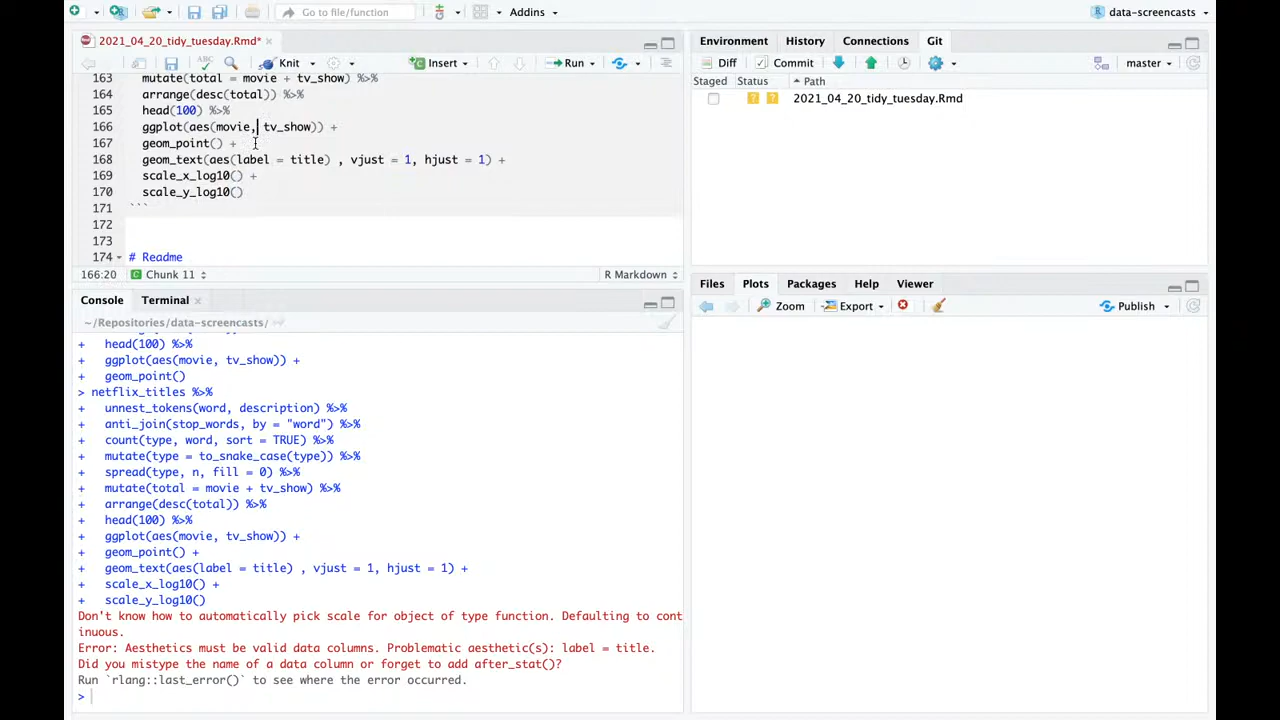 Go to file/function
Addins
data-screencasts
2021_04_20_tidy_tuesday.Rmd*
Knit
Insert
Run
163 mutate(total = movie + tv_show) %>%
164 arrange(desc(total)) %>%
165 head(100) %>%
166 ggplot(aes(movie, tv_show)) +
167 geom_point() +
168 geom_text(aes(label = title) , vjust = 1, hjust = 1) +
169 scale_x_log10() +
170 scale_y_log10()
171 ```
172
173
174 # Readme
166:20 Chunk 11 R Markdown
Console Terminal
~/Repositories/data-screencasts/
+ head(100) %>%
+ ggplot(aes(movie, tv_show)) +
+ geom_point()
> netflix_titles %>%
+ unnest_tokens(word, description) %>%
+ anti_join(stop_words, by = "word") %>%
+ count(type, word, sort = TRUE) %>%
+ mutate(type = to_snake_case(type)) %>%
+ spread(type, n, fill = 0) %>%
+ mutate(total = movie + tv_show) %>%
+ arrange(desc(total)) %>%
+ head(100) %>%
+ ggplot(aes(movie, tv_show)) +
+ geom_point() +
+ geom_text(aes(label = title) , vjust = 1, hjust = 1) +
+ scale_x_log10() +
+ scale_y_log10()
Don't know how to automatically pick scale for object of type function. Defaulting to cont
inuous.
Error: Aesthetics must be valid data columns. Problematic aesthetic(s): label = title.
Did you mistype the name of a data column or forget to add after_stat()?
Run `rlang::last_error()` to see where the error occurred.
>
Environment History Connections Git
Diff Commit master
Staged Status Path
2021_04_20_tidy_tuesday.Rmd
Files Plots Packages Help Viewer
Zoom Export Publish